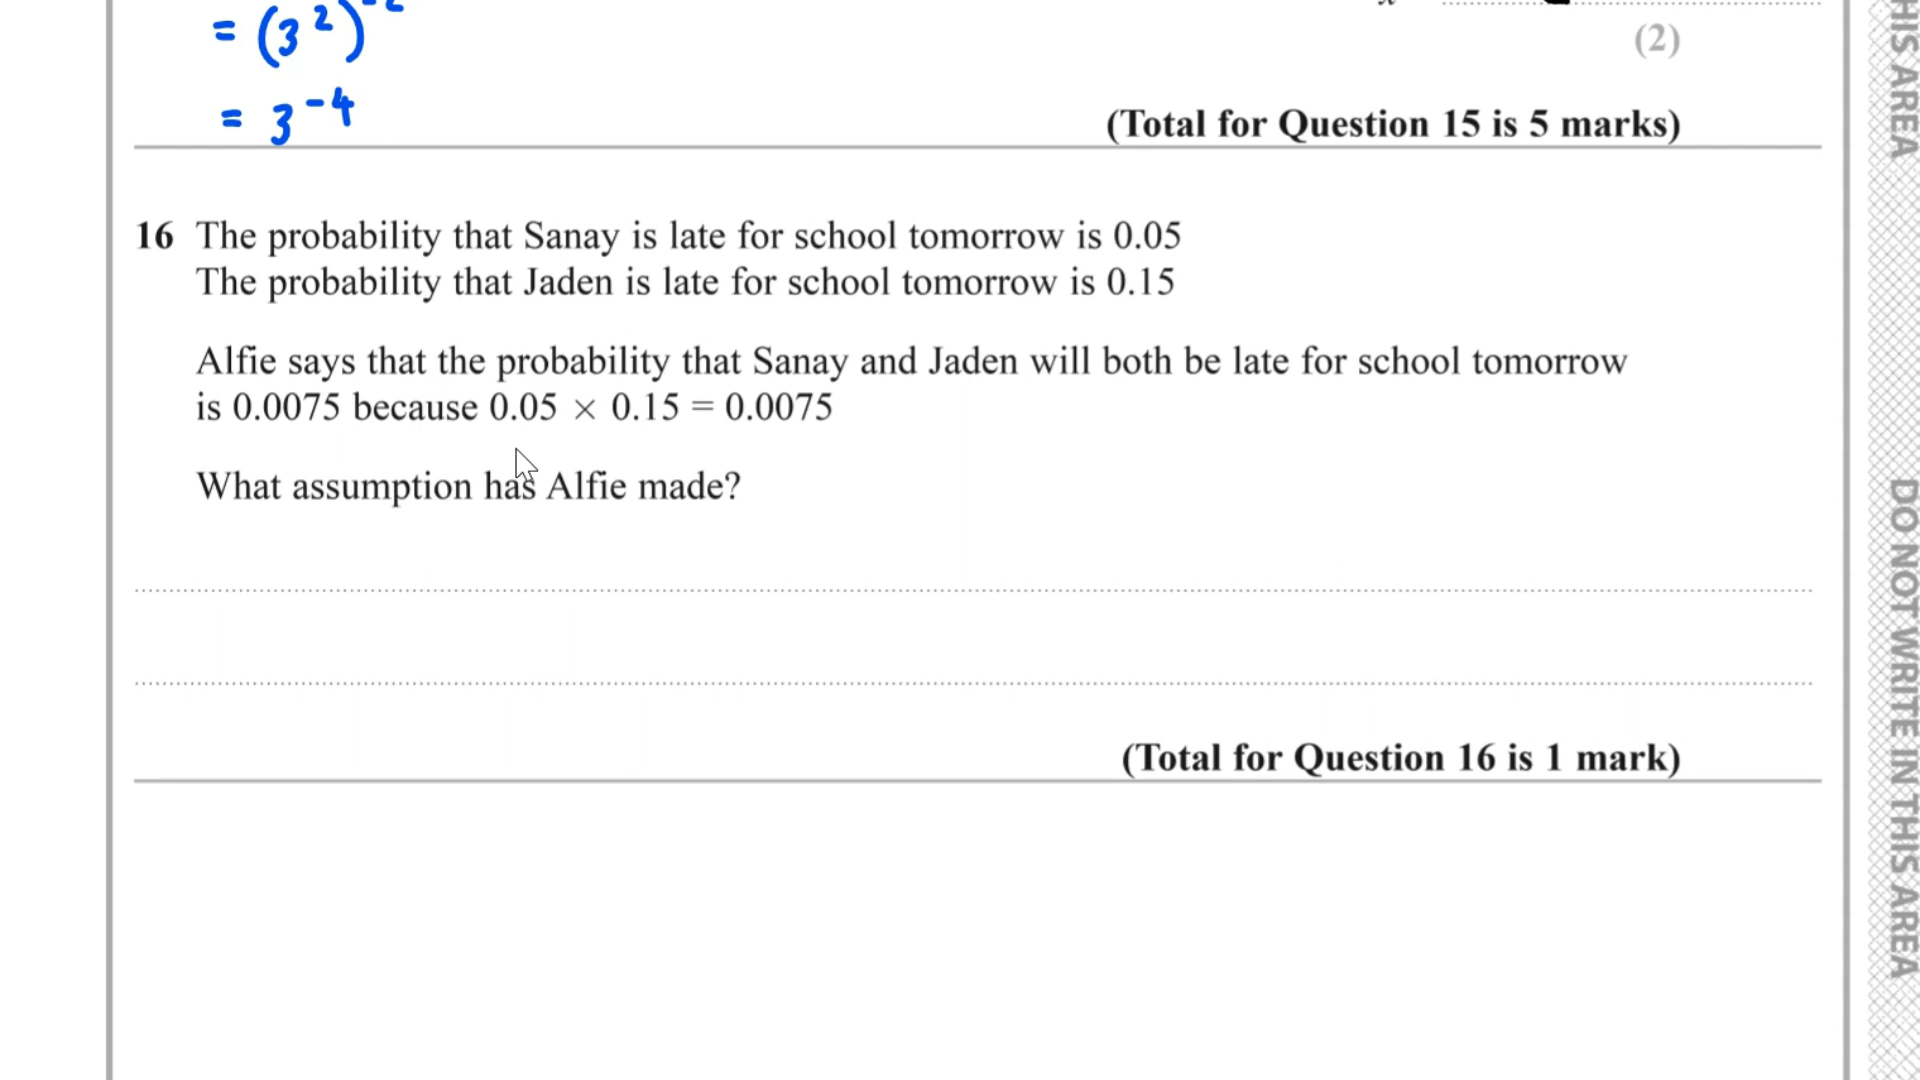 = (3²)⁻²
(2)
= 3⁻⁴
(Total for Question 15 is 5 marks)
16 The probability that Sanay is late for school tomorrow is 0.05
The probability that Jaden is late for school tomorrow is 0.15
Alfie says that the probability that Sanay and Jaden will both be late for school tomorrow
is 0.0075 because 0.05 × 0.15 = 0.0075
What assumption has Alfie made?
(Total for Question 16 is 1 mark)
HIS AREA
DO NOT WRITE IN THIS AREA